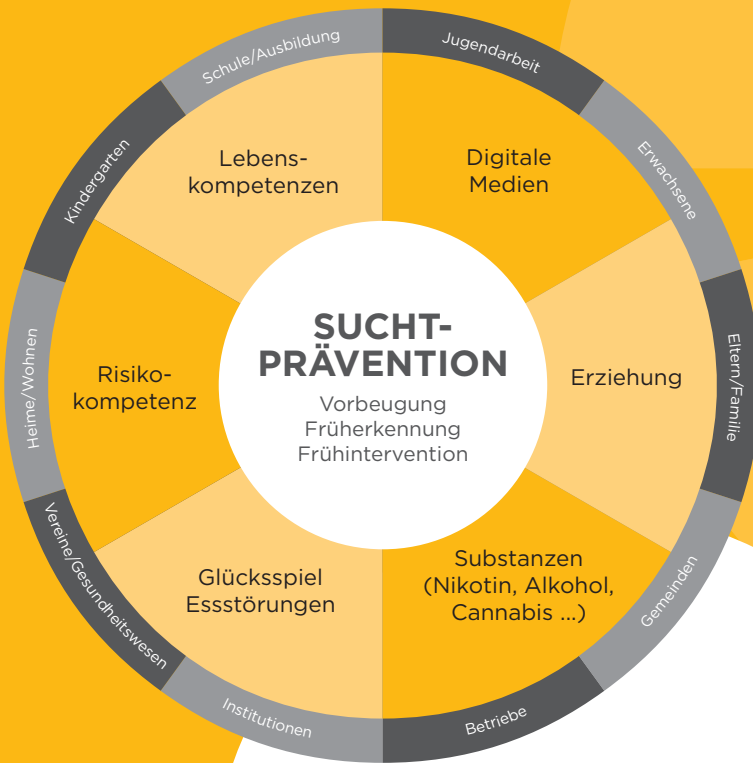 Schule/Ausbildung
Jugendarbeit
Erwachsene
Eltern/Familie
Gemeinden
Betriebe
Institutionen
Vereine/Gesundheitswesen
Heime/Wohnen
Kindergarten
Lebens-
kompetenzen
Digitale
Medien
Erziehung
Substanzen
(Nikotin, Alkohol,
Cannabis ...)
Glücksspiel
Essstörungen
Risiko-
kompetenz
SUCHT-
PRÄVENTION
Vorbeugung
Früherkennung
Frühintervention